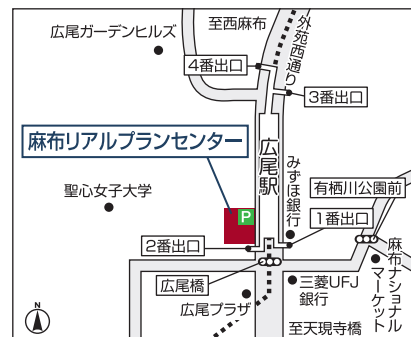 広尾ガーデンヒルズ
至西麻布
外苑西通り
4番出口
3番出口
麻布リアルプランセンター
広尾駅
みずほ銀行
有栖川公園前
聖心女子大学
P
1番出口
2番出口
麻布ナショナル
マーケット
広尾橋
三菱UFJ
銀行
広尾プラザ
至天現寺橋
N